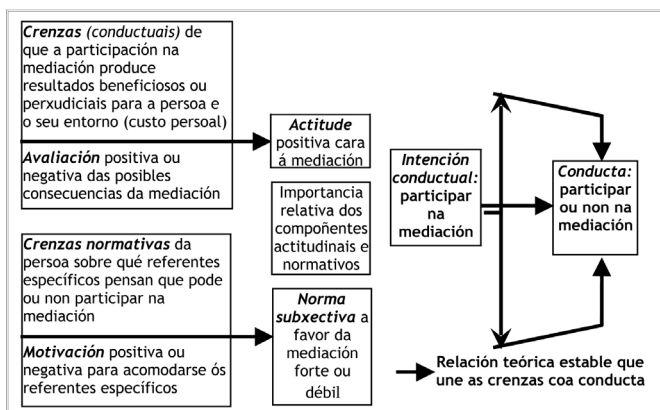 Crenzas (conductuais) de
que a participación na
mediación produce
resultados beneficiosos ou
perxudiciais para a persoa e
o seu entorno (custo persoal)
Avaliación positiva ou
negativa das posibles
consecuencias da mediación
Crenzas normativas da
persoa sobre qué referentes
específicos pensan que pode
ou non participar na
mediación
Motivación positiva ou
negativa para acomodarse ós
referentes específicos
Actitude
positiva cara
á mediación
Importancia
relativa dos
compoñentes
actitudinais e
normativos
Norma
subxectiva a
favor da
mediación
forte ou
débil
Intención
conductual:
participar
na
mediación
Conducta:
participar
ou non na
mediación
Relación teórica estable que
une as crenzas coa conducta